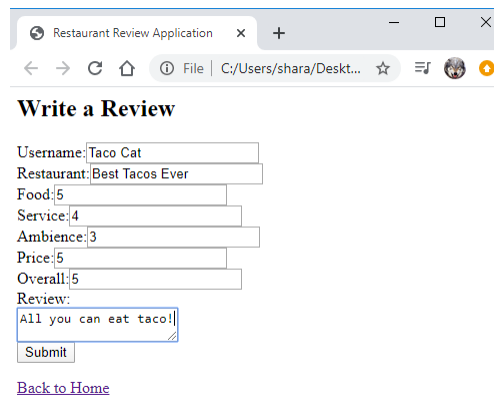 Restaurant Review Application
File C:/Users/shara/Deskt...
Write a Review
Username: Taco Cat
Restaurant: Best Tacos Ever
Food: 5
Service: 4
Ambience: 3
Price: 5
Overall: 5
Review:
All you can eat taco!
Submit
Back to Home